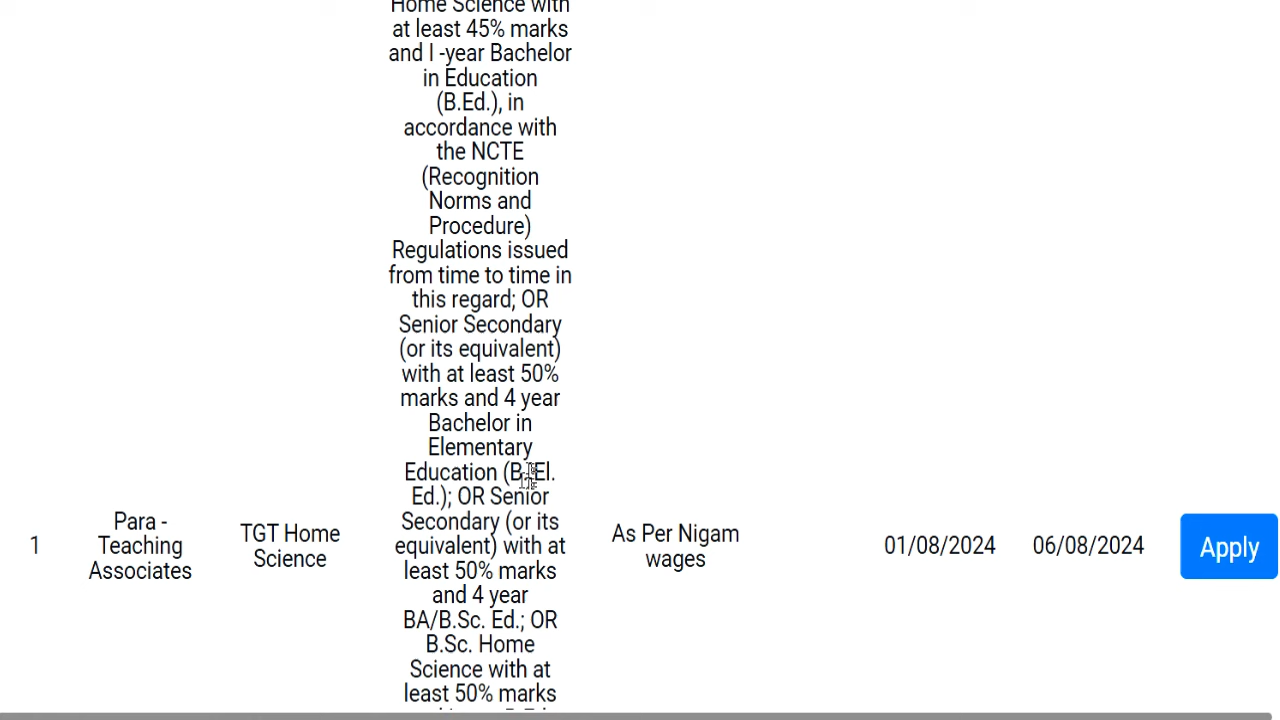 Home Science with
at least 45% marks
and I -year Bachelor
in Education
(B.Ed.), in
accordance with
the NCTE
(Recognition
Norms and
Procedure)
Regulations issued
from time to time in
this regard; OR
Senior Secondary
(or its equivalent)
with at least 50%
marks and 4 year
Bachelor in
Elementary
Education (B. El.
Ed.); OR Senior
Secondary (or its
equivalent) with at
least 50% marks
and 4 year
BA/B.Sc. Ed.; OR
B.Sc. Home
Science with at
least 50% marks
1
Para -
Teaching
Associates
TGT Home
Science
As Per Nigam
wages
01/08/2024
06/08/2024
Apply